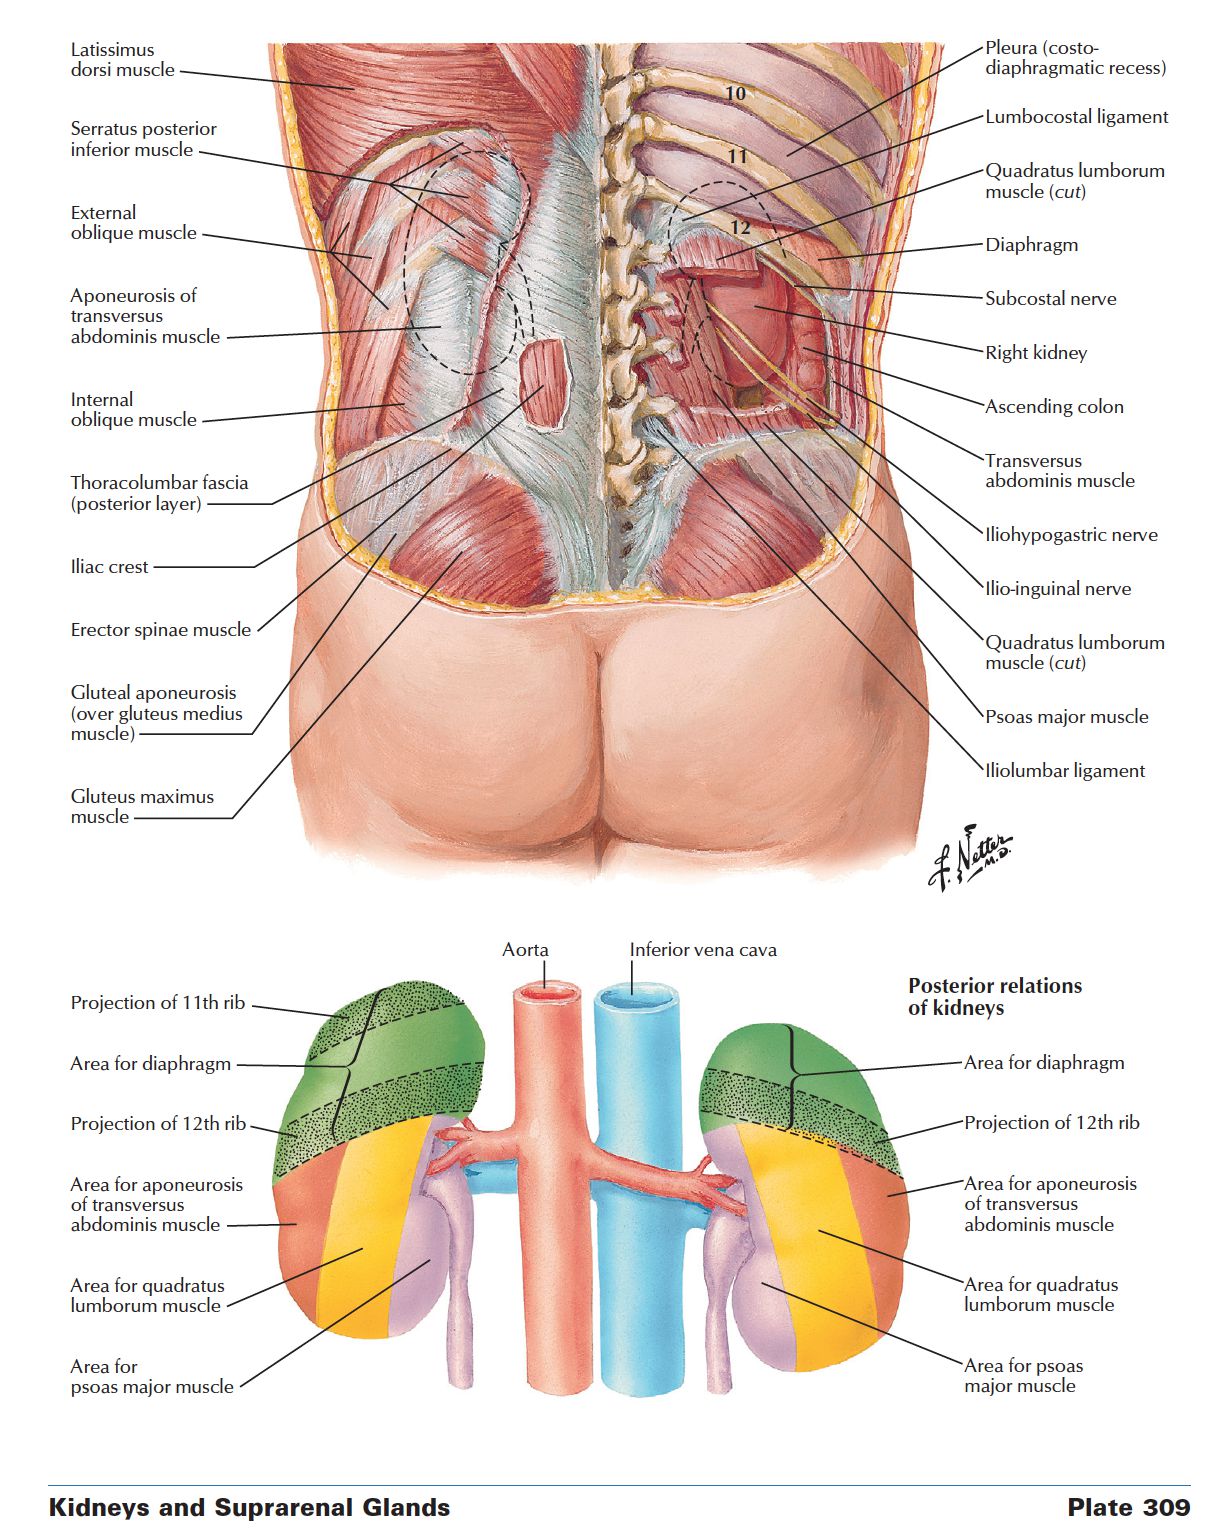 Latissimus
dorsi muscle
Serratus posterior
inferior muscle
External
oblique muscle
Aponeurosis of
transversus
abdominis muscle
Internal
oblique muscle
Thoracolumbar fascia
(posterior layer)
Iliac crest
Erector spinae muscle
Gluteal aponeurosis
(over gluteus medius
muscle)
Gluteus maximus
muscle
10
11
12
Pleura (costo-
diaphragmatic recess)
Lumbocostal ligament
Quadratus lumborum
muscle (cut)
Diaphragm
Subcostal nerve
Right kidney
Ascending colon
Transversus
abdominis muscle
Iliohypogastric nerve
Ilio-inguinal nerve
Quadratus lumborum
muscle (cut)
Psoas major muscle
Iliolumbar ligament
F. Netter
M.D.
Aorta
Inferior vena cava
Posterior relations
of kidneys
Projection of 11th rib
Area for diaphragm
Projection of 12th rib
Area for aponeurosis
of transversus
abdominis muscle
Area for quadratus
lumborum muscle
Area for
psoas major muscle
Area for diaphragm
Projection of 12th rib
Area for aponeurosis
of transversus
abdominis muscle
Area for quadratus
lumborum muscle
Area for psoas
major muscle
Kidneys and Suprarenal Glands
Plate 309